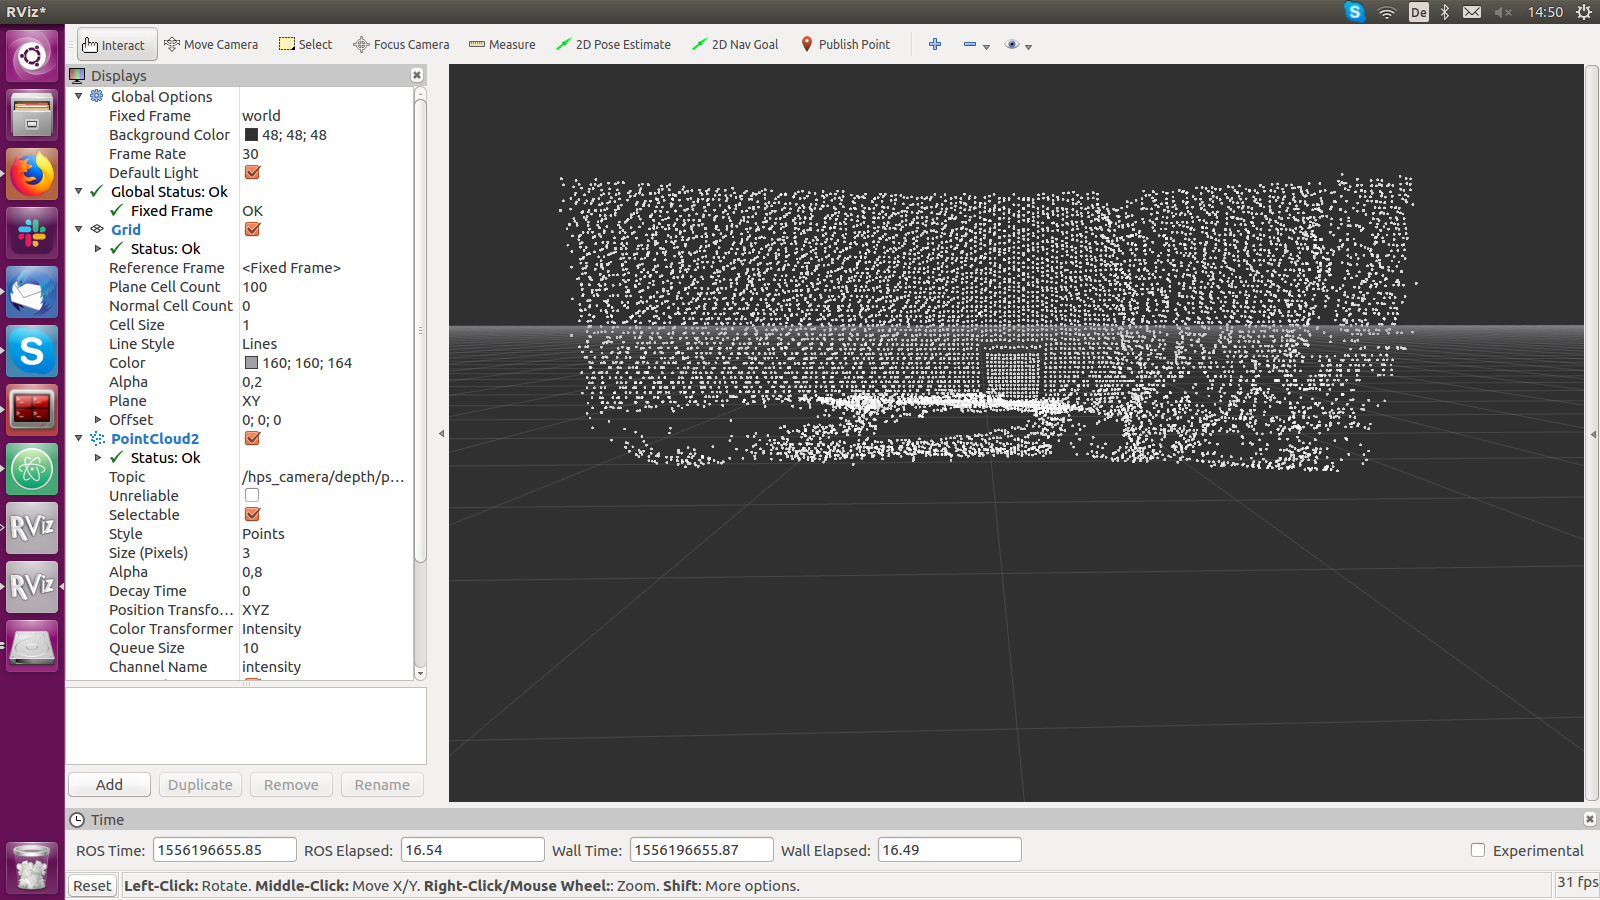 RViz*
De
14:50
Interact
Move Camera
Select
Focus Camera
Measure
2D Pose Estimate
2D Nav Goal
Publish Point
Displays
Global Options
Fixed Frame world
Background Color 48; 48; 48
Frame Rate 30
Default Light
Global Status: Ok
Fixed Frame OK
Grid
Status: Ok
Reference Frame <Fixed Frame>
Plane Cell Count 100
Normal Cell Count 0
Cell Size 1
Line Style Lines
Color 160; 160; 164
Alpha 0,2
Plane XY
Offset 0; 0; 0
PointCloud2
Status: Ok
Topic /hps_camera/depth/p...
Unreliable
Selectable
Style Points
Size (Pixels) 3
Alpha 0,8
Decay Time 0
Position Transfo... XYZ
Color Transformer Intensity
Queue Size 10
Channel Name intensity
RViz
RViz
Add Duplicate Remove Rename
Time
ROS Time: 1556196655.85 ROS Elapsed: 16.54 Wall Time: 1556196655.87 Wall Elapsed: 16.49 Experimental
Reset Left-Click: Rotate. Middle-Click: Move X/Y. Right-Click/Mouse Wheel:: Zoom. Shift: More options. 31 fps